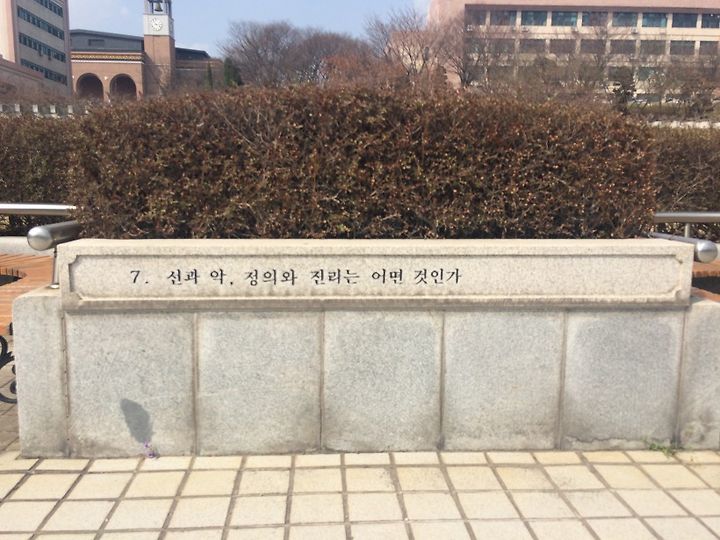 7. 선과 악, 정의와 진리는 어떤 것인가